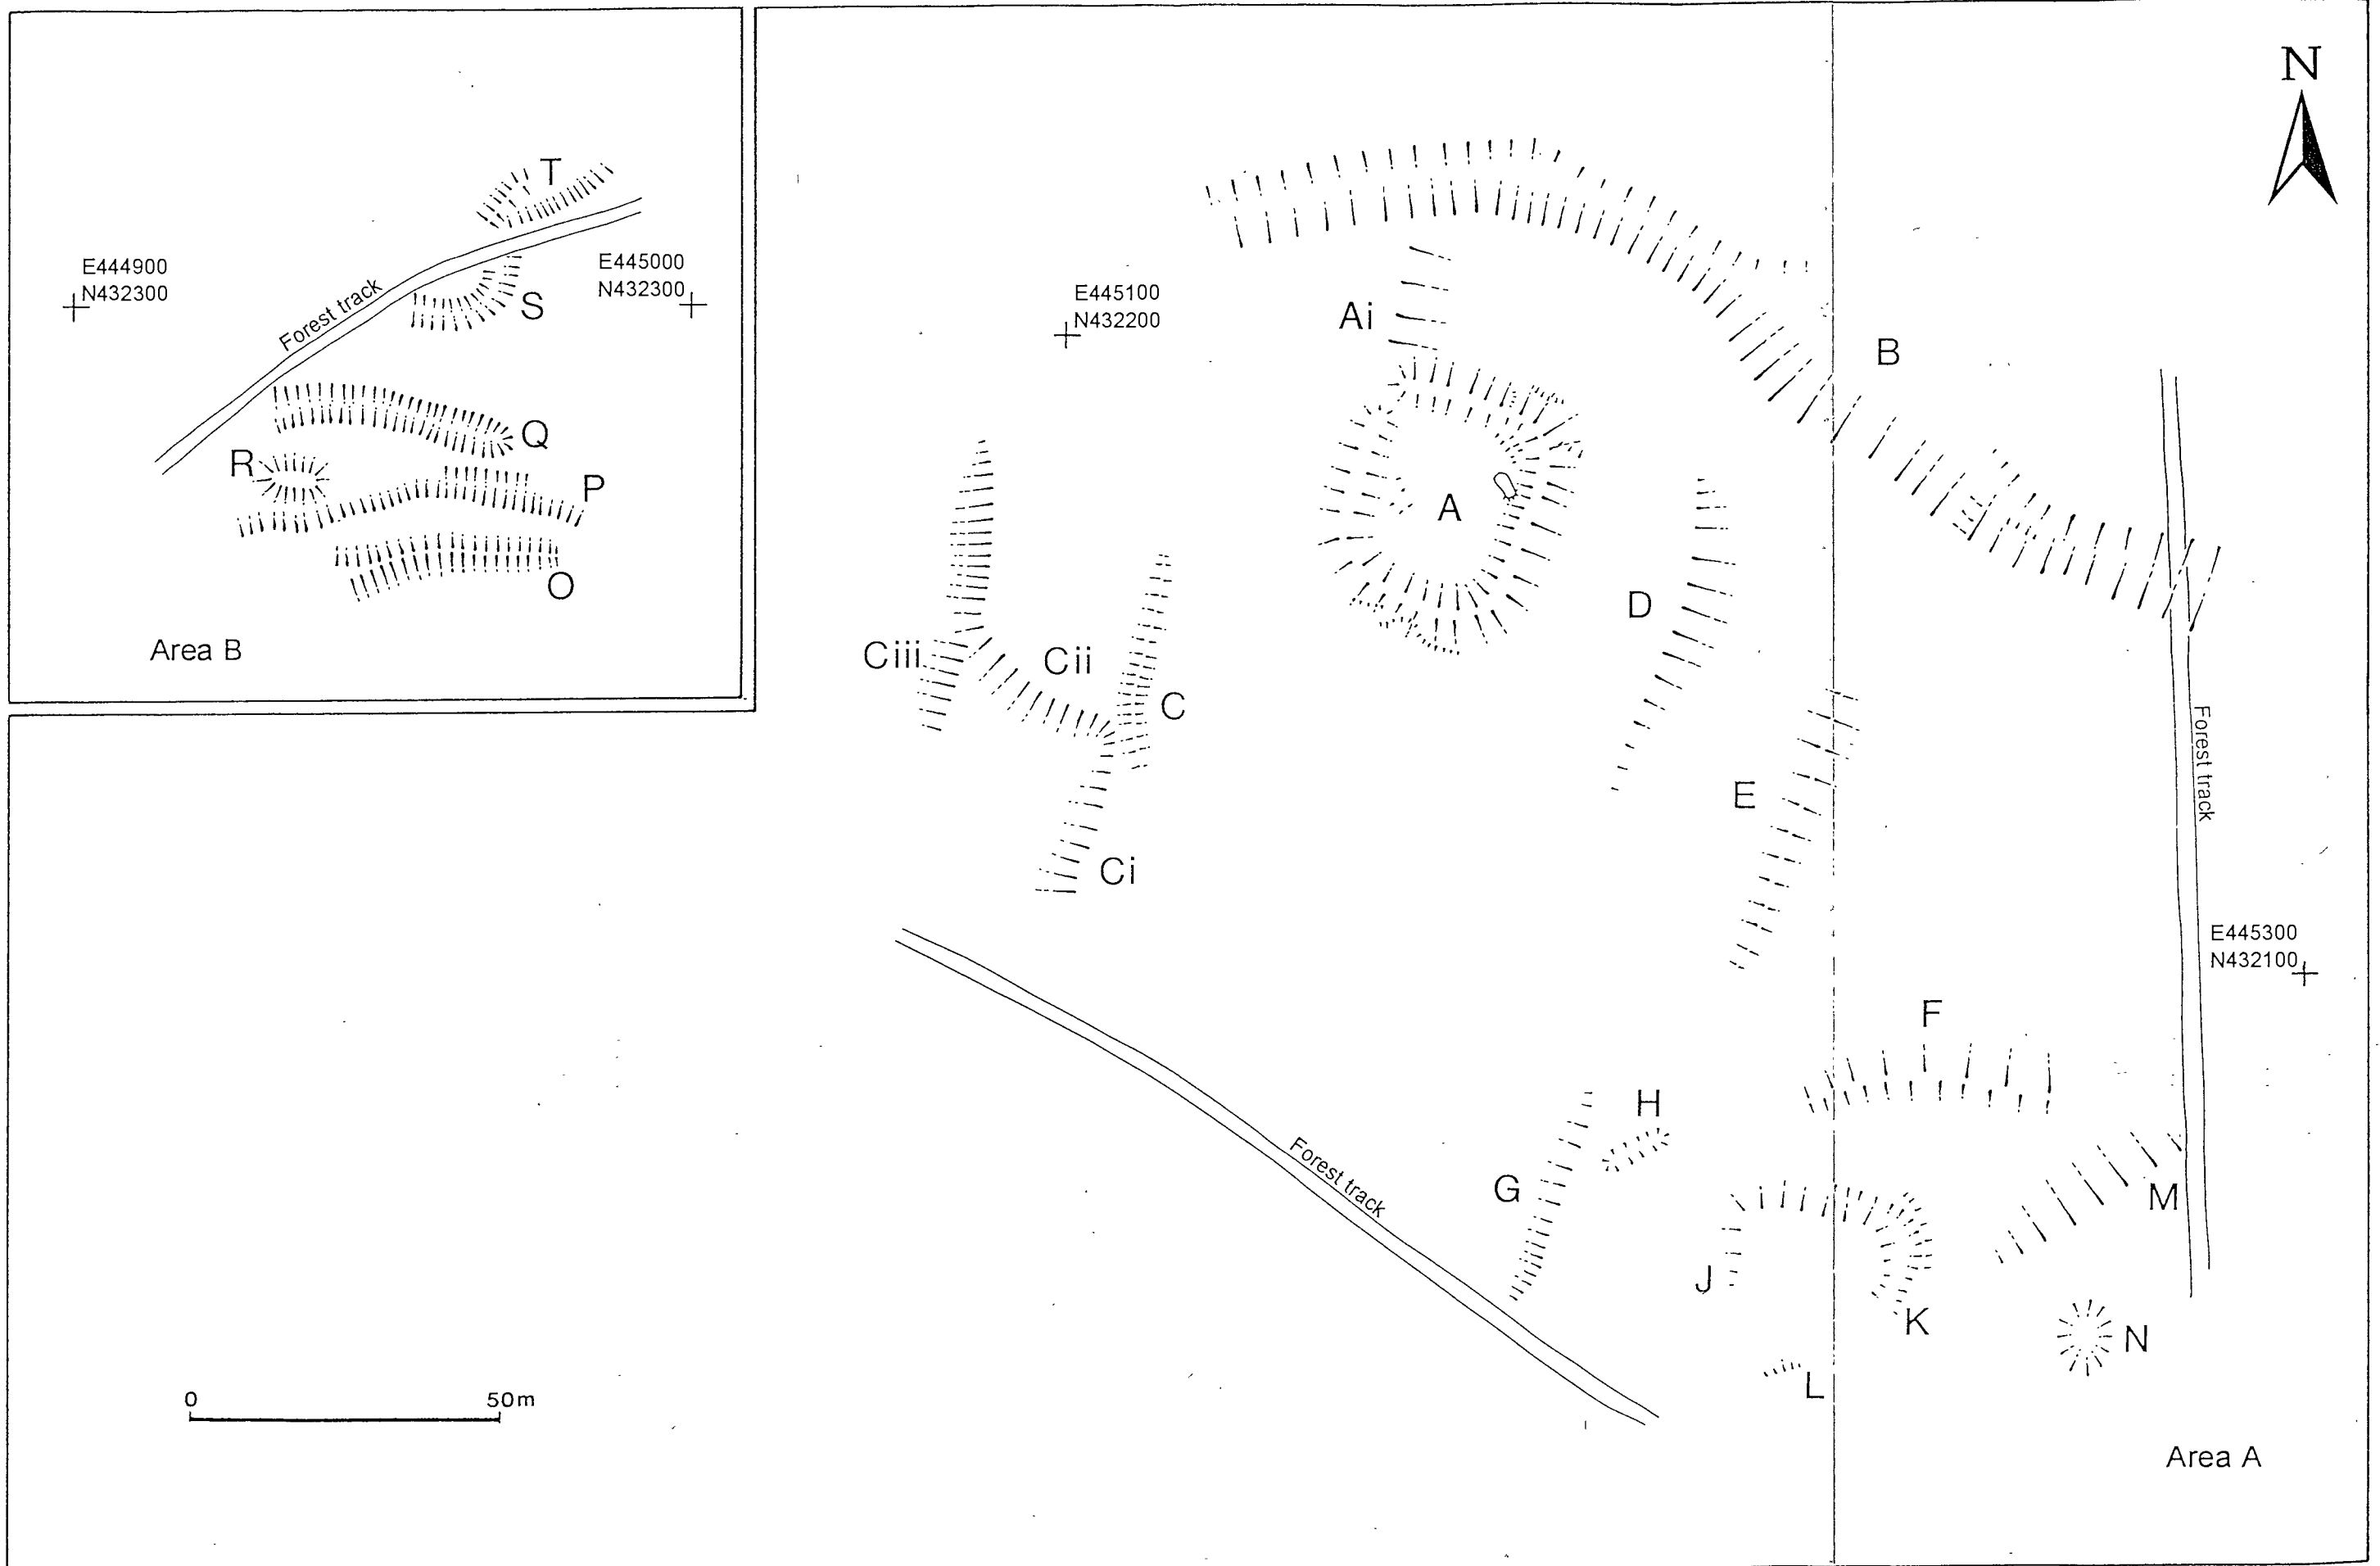 N
T
E444900
N432300
E445000
N432300
Forest track
S
Q
R
P
O
Area B
E445100
N432200
Ai
B
A
D
Ciii
Cii
C
E
Ci
Forest track
E445300
N432100
F
H
G
Forest track
M
J
K
N
L
0 50m
Area A